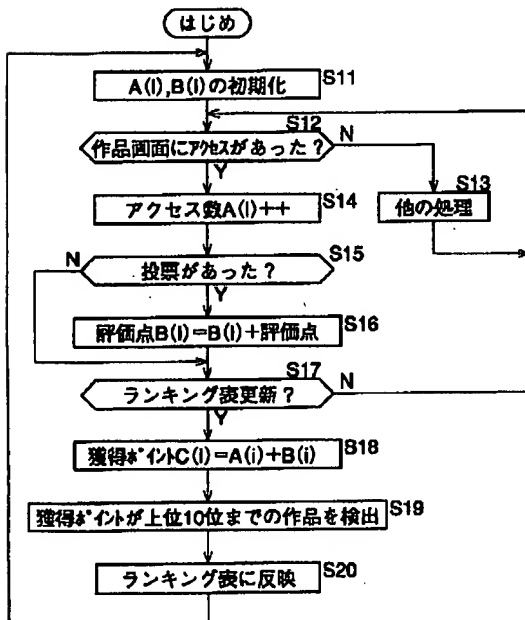 はじめ
A(i),B(i)の初期化 S11
S12
作品画面にアクセスがあった? N
Y
S13
他の処理
アクセス数A(i)++ S14
N 投票があった? S15
Y
評価点B(i)=B(i)+評価点 S16
S17
ランキング表更新? N
Y
獲得ポイントC(i)=A(i)+B(i) S18
獲得ポイントが上位10位までの作品を検出 S19
ランキング表に反映 S20